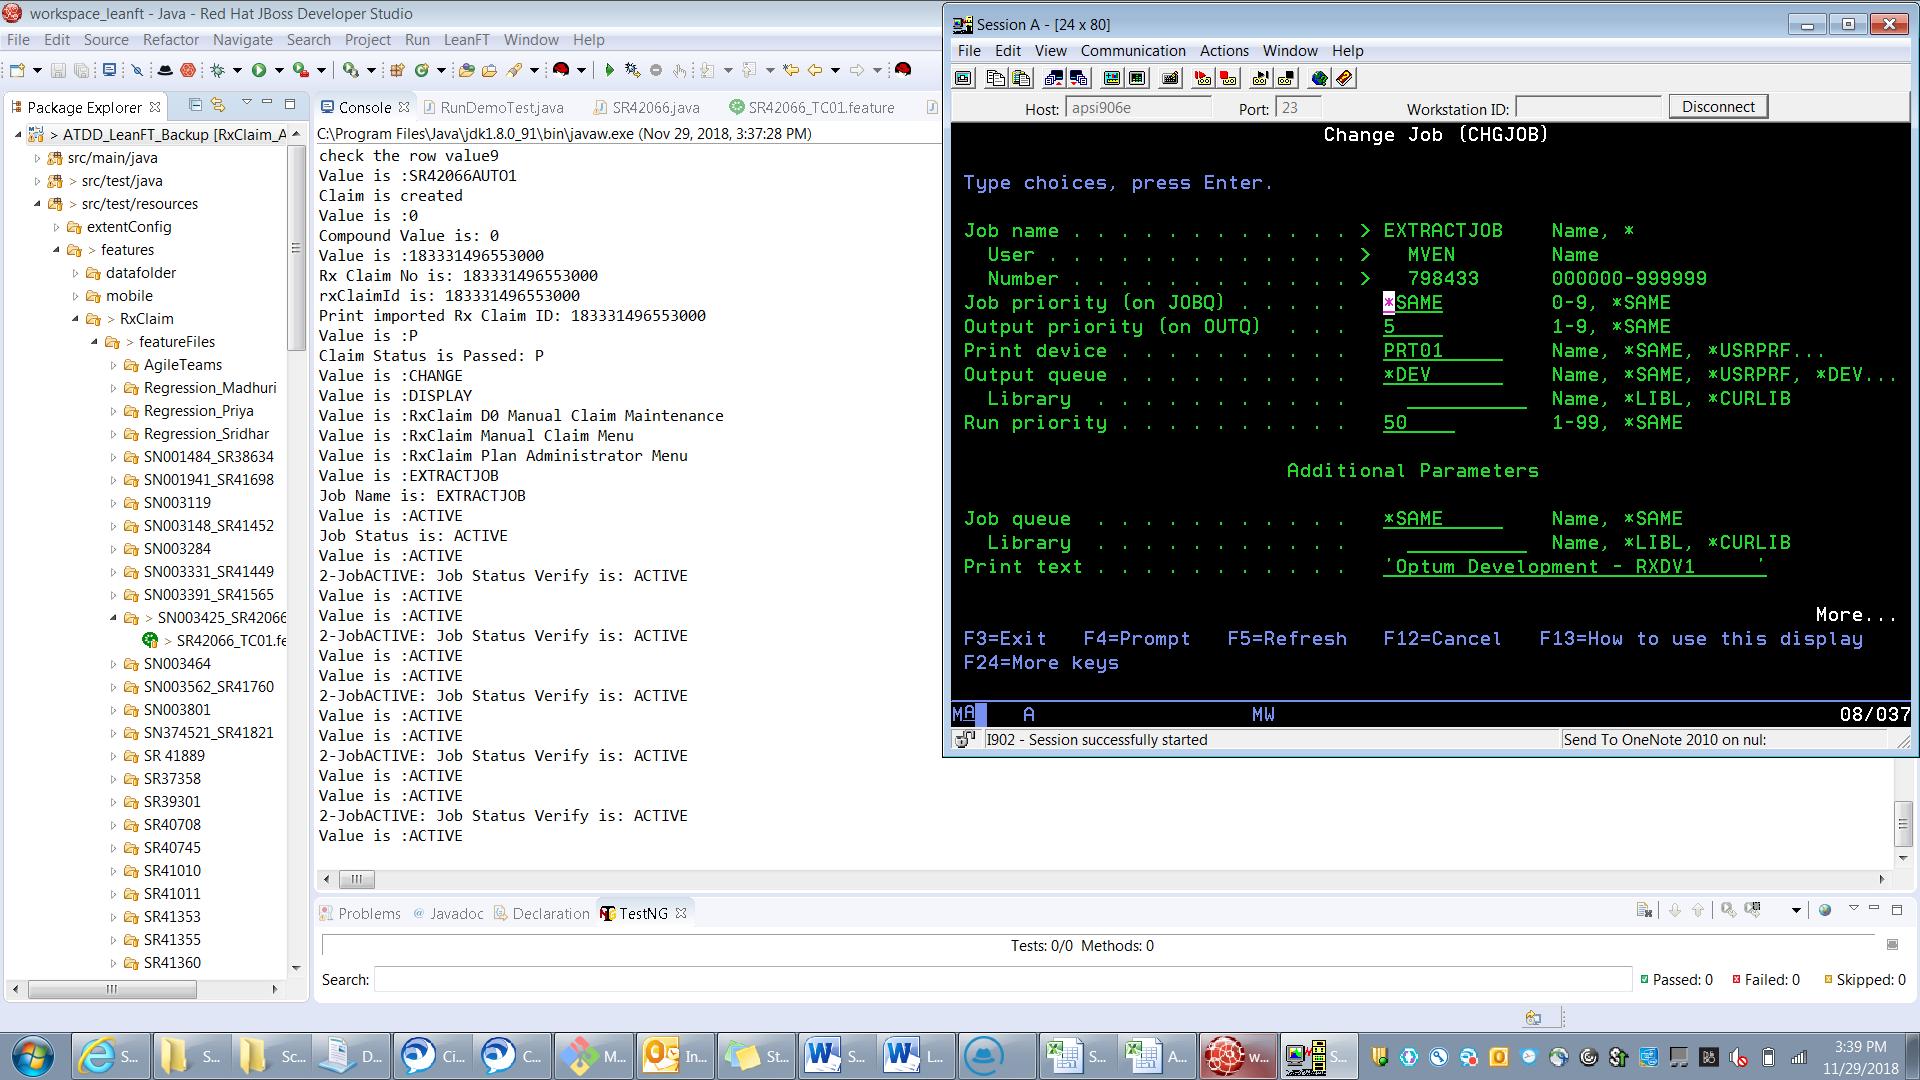 workspace_leanft - Java - Red Hat JBoss Developer Studio
File Edit Source Refactor Navigate Search Project Run LeanFT Window Help
Package Explorer
> ATDD_LeanFT_Backup [RxClaim_A
src/main/java
> src/test/java
> src/test/resources
extentConfig
> features
datafolder
mobile
> RxClaim
> featureFiles
AgileTeams
Regression_Madhuri
Regression_Priya
Regression_Sridhar
SN001484_SR38634
SN001941_SR41698
SN003119
SN003148_SR41452
SN003284
SN003331_SR41449
SN003391_SR41565
> SN003425_SR42066
> SR42066_TC01.fe
SN003464
SN003562_SR41760
SN003801
SN374521_SR41821
SR 41889
SR37358
SR39301
SR40708
SR40745
SR41010
SR41011
SR41353
SR41355
SR41360
Console RunDemoTest.java SR42066.java SR42066_TC01.feature
C:\Program Files\Java\jdk1.8.0_91\bin\javaw.exe (Nov 29, 2018, 3:37:28 PM)
check the row value9
Value is :SR42066AUTO1
Claim is created
Value is :0
Compound Value is: 0
Value is :183331496553000
Rx Claim No is: 183331496553000
rxClaimId is: 183331496553000
Print imported Rx Claim ID: 183331496553000
Value is :P
Claim Status is Passed: P
Value is :CHANGE
Value is :DISPLAY
Value is :RxClaim D0 Manual Claim Maintenance
Value is :RxClaim Manual Claim Menu
Value is :RxClaim Plan Administrator Menu
Value is :EXTRACTJOB
Job Name is: EXTRACTJOB
Value is :ACTIVE
Job Status is: ACTIVE
Value is :ACTIVE
2-JobACTIVE: Job Status Verify is: ACTIVE
Value is :ACTIVE
Value is :ACTIVE
2-JobACTIVE: Job Status Verify is: ACTIVE
Value is :ACTIVE
Value is :ACTIVE
2-JobACTIVE: Job Status Verify is: ACTIVE
Value is :ACTIVE
Value is :ACTIVE
2-JobACTIVE: Job Status Verify is: ACTIVE
Value is :ACTIVE
Value is :ACTIVE
2-JobACTIVE: Job Status Verify is: ACTIVE
Value is :ACTIVE
Problems Javadoc Declaration TestNG
Tests: 0/0 Methods: 0
Search: Passed: 0 Failed: 0 Skipped: 0
Session A - [24 x 80]
File Edit View Communication Actions Window Help
Host: apsi906e Port: 23 Workstation ID: Disconnect
Change Job (CHGJOB)
Type choices, press Enter.
Job name . . . . . . . . . . . . > EXTRACTJOB Name, *
User . . . . . . . . . . . . . > MVEN Name
Number . . . . . . . . . . . . > 798433 000000-999999
Job priority (on JOBQ) . . . . . *SAME 0-9, *SAME
Output priority (on OUTQ) . . . 5 1-9, *SAME
Print device . . . . . . . . . . PRT01 Name, *SAME, *USRPRF...
Output queue . . . . . . . . . . *DEV Name, *SAME, *USRPRF, *DEV...
Library . . . . . . . . . . . Name, *LIBL, *CURLIB
Run priority . . . . . . . . . . 50 1-99, *SAME
Additional Parameters
Job queue . . . . . . . . . . . *SAME Name, *SAME
Library . . . . . . . . . . . Name, *LIBL, *CURLIB
Print text . . . . . . . . . . . 'Optum Development - RXDV1 '
More...
F3=Exit F4=Prompt F5=Refresh F12=Cancel F13=How to use this display
F24=More keys
MA A MW 08/037
I902 - Session successfully started Send To OneNote 2010 on nul:
S... S... Sc... D... Ci... C... M... In... St... S... L... S... A... w... S...
3:39 PM
11/29/2018